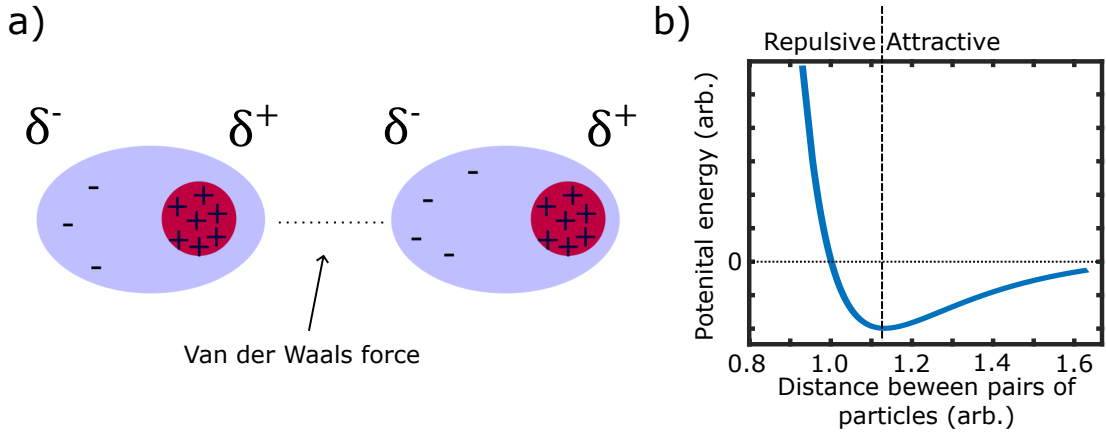 a)
δ- δ+ δ- δ+
- + + + + + + +
- - -
- + + + + + + +
- - -
Van der Waals force
b)
Repulsive Attractive
Potenital energy (arb.)
0
0.8 1.0 1.2 1.4 1.6
Distance beween pairs of
particles (arb.)